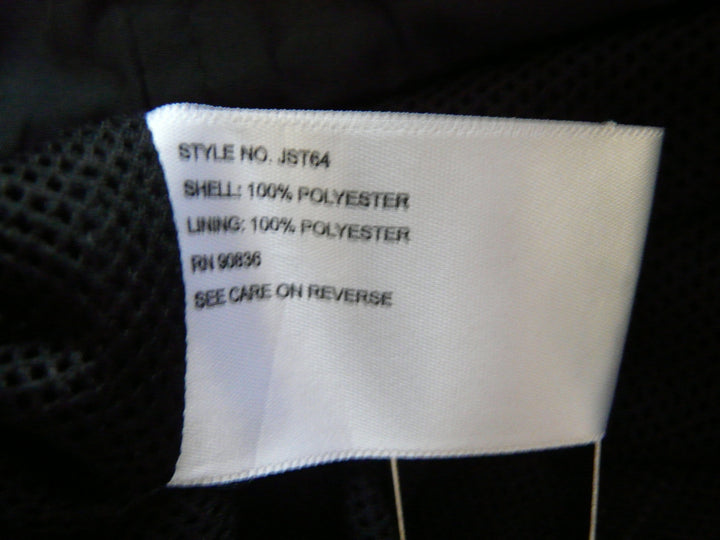 STYLE NO. JST64
SHELL: 100% POLYESTER
LINING: 100% POLYESTER
RN 90836
SEE CARE ON REVERSE